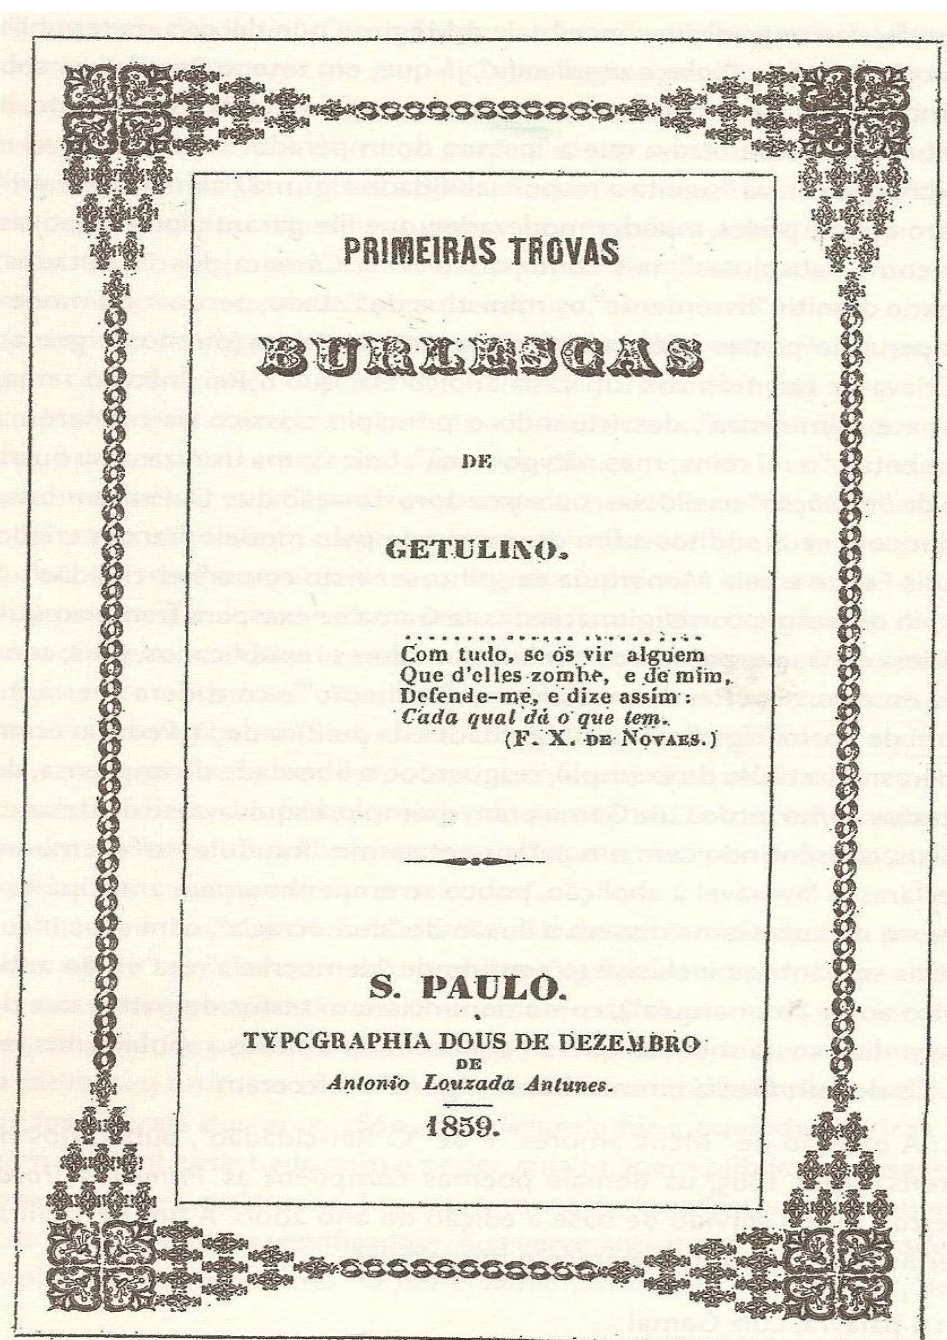 PRIMEIRAS TROVAS
BURLESCAS
DE
GETULINO.
Com tudo, se os vir alguem
Que d'elles zombe, e de mim,
Defende-me, e dize assim:
Cada qual dá o que tem.
(F. X. DE NOVAES.)
S. PAULO.
TYPOGRAPHIA DOUS DE DEZEMBRO
DE
Antonio Louzada Antunes.
1859.